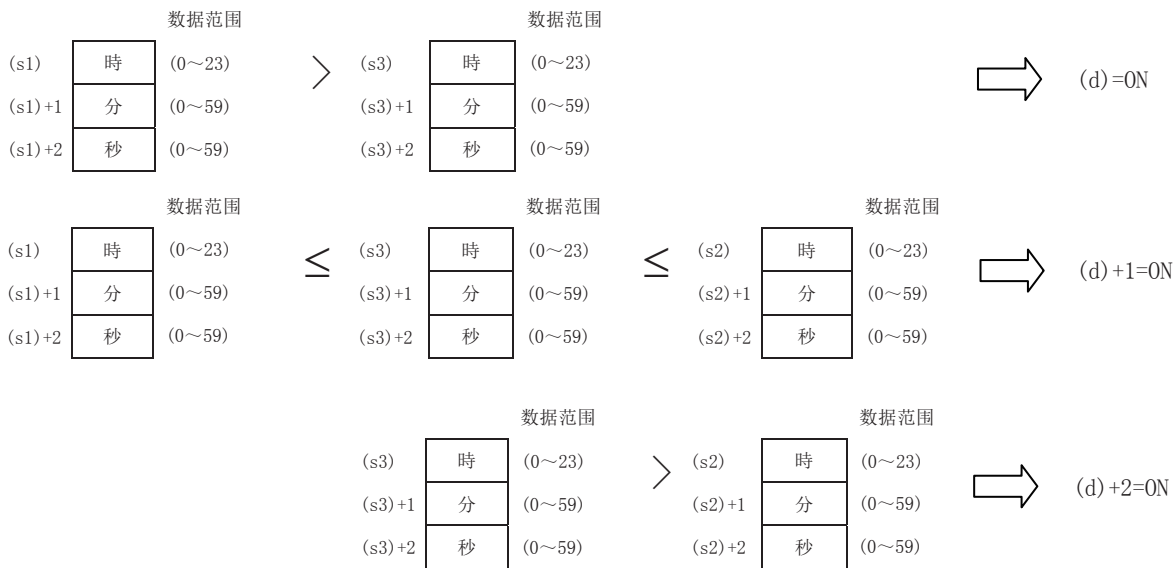 数据范围 数据范围
(s1) 時 (0～23) > (s3) 時 (0～23) (d)=ON
(s1)+1 分 (0～59) (s3)+1 分 (0～59)
(s1)+2 秒 (0～59) (s3)+2 秒 (0～59)
数据范围 数据范围 数据范围
(s1) 時 (0～23) ≦ (s3) 時 (0～23) ≦ (s2) 時 (0～23) (d)+1=ON
(s1)+1 分 (0～59) (s3)+1 分 (0～59) (s2)+1 分 (0～59)
(s1)+2 秒 (0～59) (s3)+2 秒 (0～59) (s2)+2 秒 (0～59)
数据范围 数据范围
(s3) 時 (0～23) > (s2) 時 (0～23) (d)+2=ON
(s3)+1 分 (0～59) (s2)+1 分 (0～59)
(s3)+2 秒 (0～59) (s2)+2 秒 (0～59)